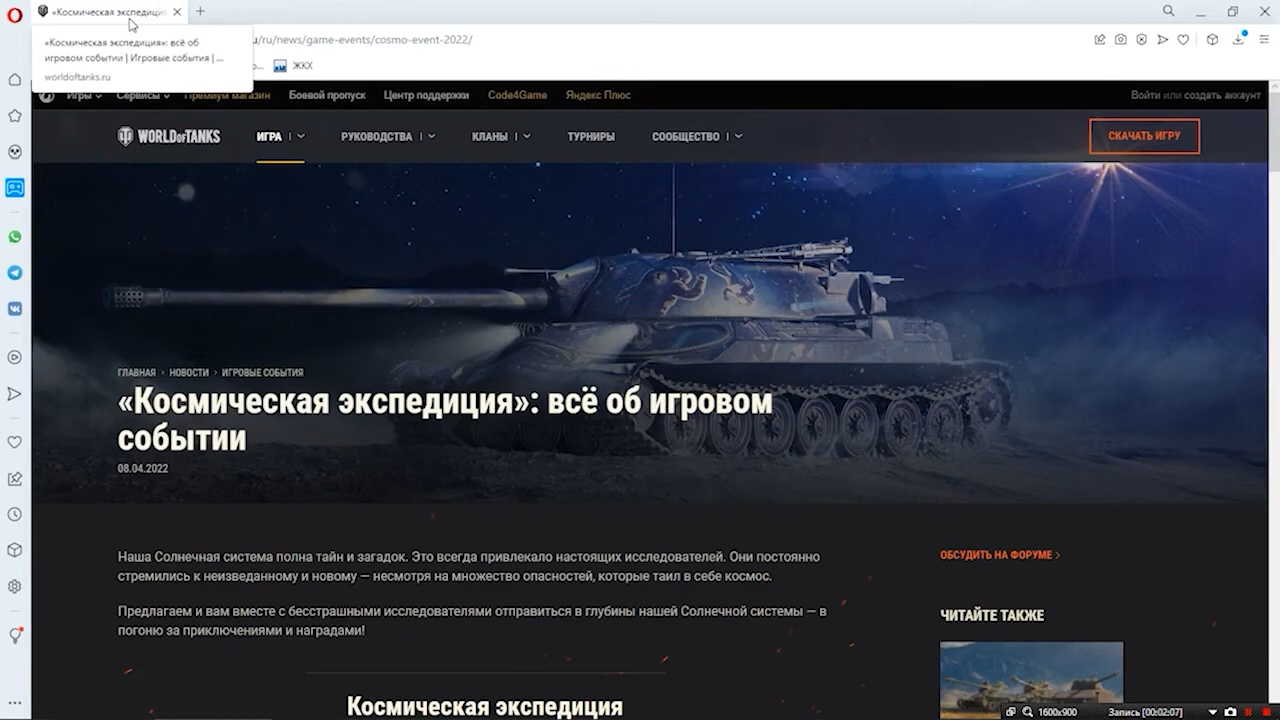 «Космическая экспедици
«Космическая экспедиция»: всё об
игровом событии | Игровые события | ...
worldoftanks.ru
u/ru/news/game-events/cosmo-event-2022/
о...
ЖКХ
Игры
Сервисы
Премиум магазин
Боевой пропуск
Центр поддержки
Code4Game
Яндекс Плюс
Войти или создать аккаунт
WORLD OF TANKS
ИГРА
РУКОВОДСТВА
КЛАНЫ
ТУРНИРЫ
СООБЩЕСТВО
СКАЧАТЬ ИГРУ
ГЛАВНАЯ › НОВОСТИ › ИГРОВЫЕ СОБЫТИЯ
«Космическая экспедиция»: всё об игровом
событии
08.04.2022
Наша Солнечная система полна тайн и загадок. Это всегда привлекало настоящих исследователей. Они постоянно
стремились к неизведанному и новому — несмотря на множество опасностей, которые таил в себе космос.
Предлагаем и вам вместе с бесстрашными исследователями отправиться в глубины нашей Солнечной системы — в
погоню за приключениями и наградами!
ОБСУДИТЬ НА ФОРУМЕ ›
ЧИТАЙТЕ ТАКЖЕ
Космическая экспедиция
1600x900
Запись [00:02:07]